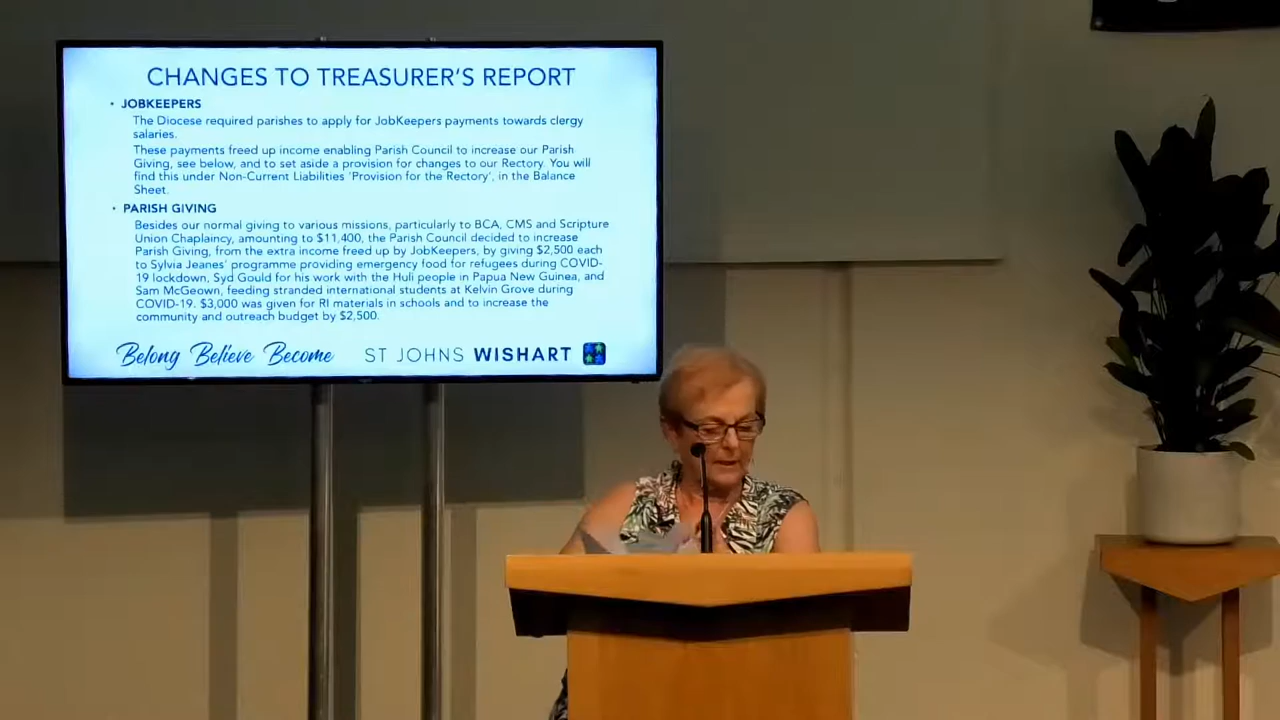 CHANGES TO TREASURER'S REPORT
• JOBKEEPERS
The Diocese required parishes to apply for JobKeepers payments towards clergy
salaries.
These payments freed up income enabling Parish Council to increase our Parish
Giving, see below, and to set aside a provision for changes to our Rectory. You will
find this under Non-Current Liabilities 'Provision for the Rectory', in the Balance
Sheet.
• PARISH GIVING
Besides our normal giving to various missions, particularly to BCA, CMS and Scripture
Union Chaplaincy, amounting to $11,400, the Parish Council decided to increase
Parish Giving, from the extra income freed up by JobKeepers, by giving $2,500 each
to Sylvia Jeanes' programme providing emergency food for refugees during COVID-
19 lockdown, Syd Gould for his work with the Huli people in Papua New Guinea, and
Sam McGeown, feeding stranded international students at Kelvin Grove during
COVID-19. $3,000 was given for RI materials in schools and to increase the
community and outreach budget by $2,500.
Belong Believe Become ST JOHNS WISHART